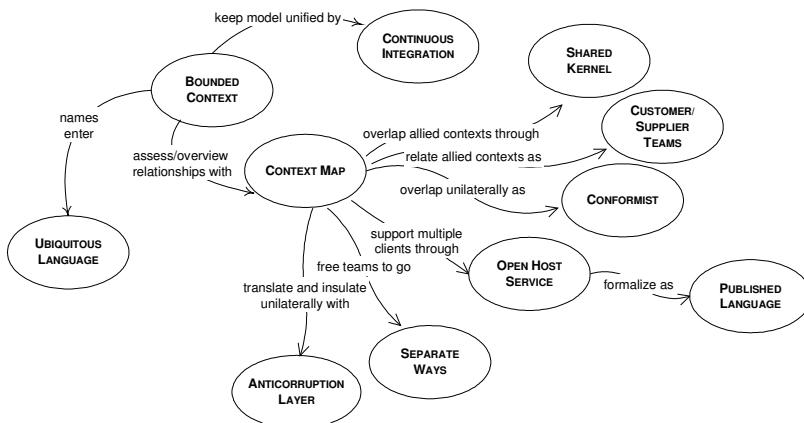 keep model unified by
CONTINUOUS
INTEGRATION
SHARED
KERNEL
BOUNDED
CONTEXT
names
enter
assess/overview
relationships with
CONTEXT MAP
overlap allied contexts through
relate allied contexts as
overlap unilaterally as
CUSTOMER/
SUPPLIER
TEAMS
CONFORMIST
UBIQUITOUS
LANGUAGE
support multiple
clients through
free teams to go
translate and insulate
unilaterally with
OPEN HOST
SERVICE
formalize as
PUBLISHED
LANGUAGE
SEPARATE
WAYS
ANTICORRUPTION
LAYER